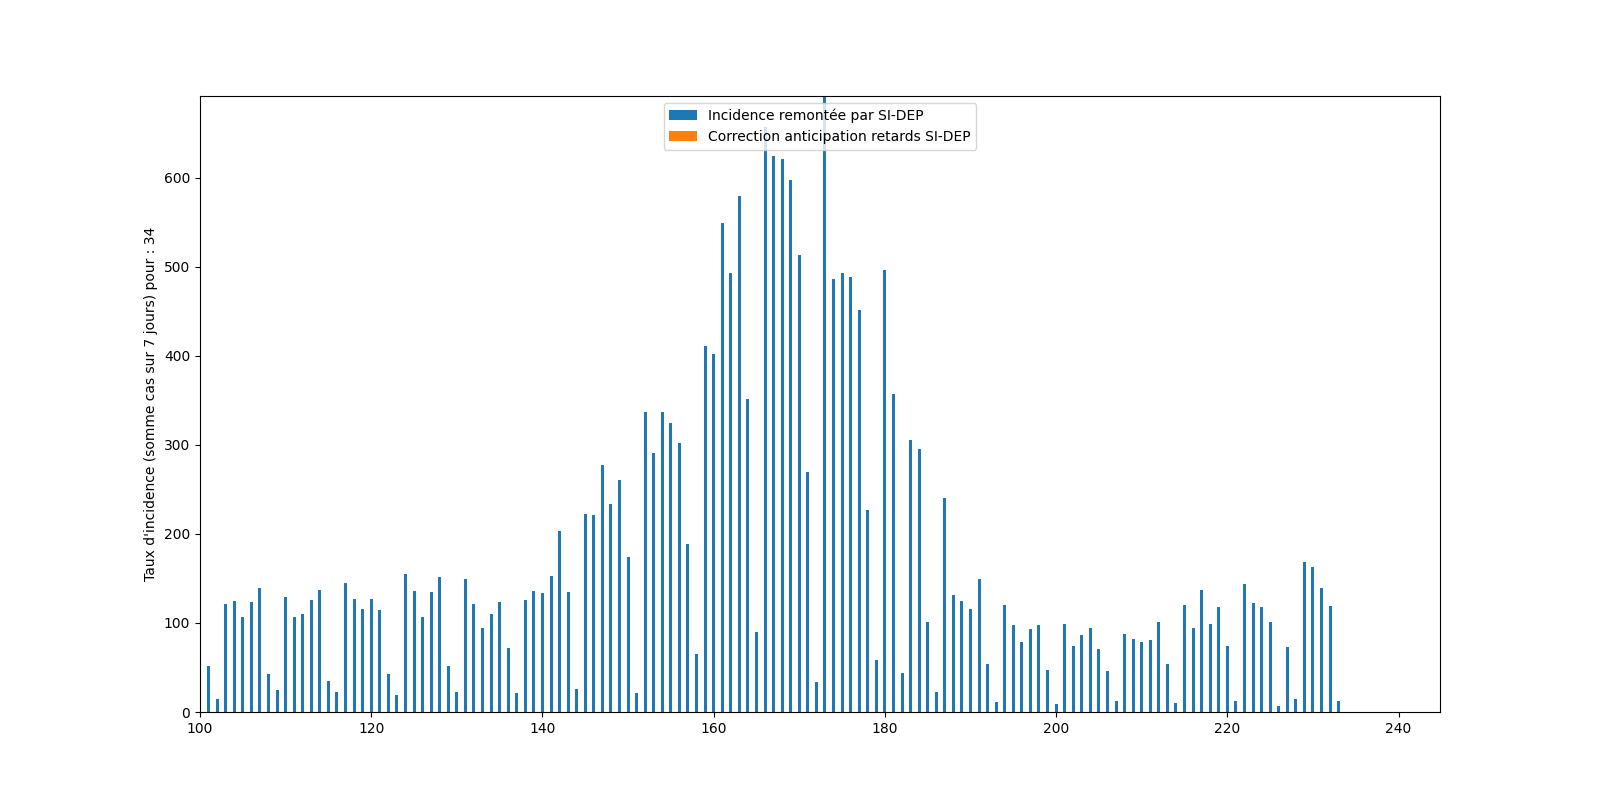 Incidence remontée par SI-DEP
Correction anticipation retards SI-DEP
Taux d'incidence (somme cas sur 7 jours) pour : 34
600
500
400
300
200
100
0
100 120 140 160 180 200 220 240